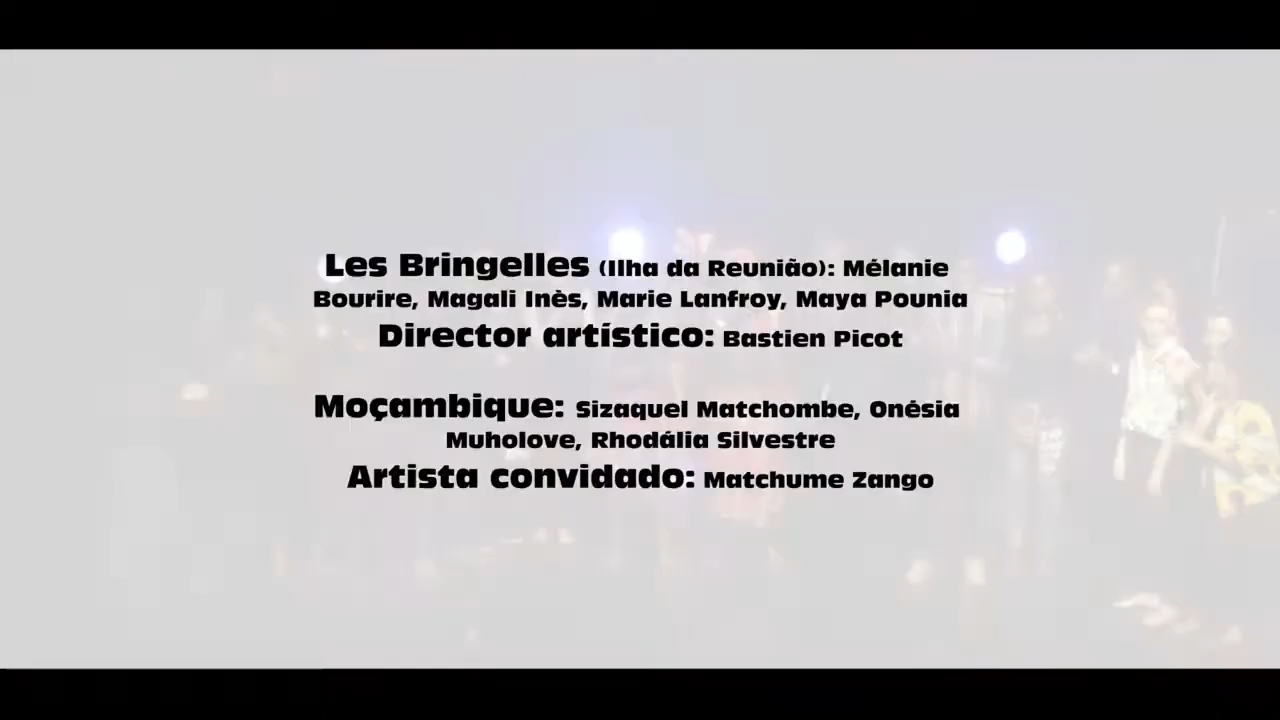 Les Bringelles (Ilha da Reunião): Mélanie
Bourire, Magali Inès, Marie Lanfroy, Maya Pounia
Director artístico: Bastien Picot
Moçambique: Sizaquel Matchombe, Onésia
Muholove, Rhodália Silvestre
Artista convidado: Matchume Zango